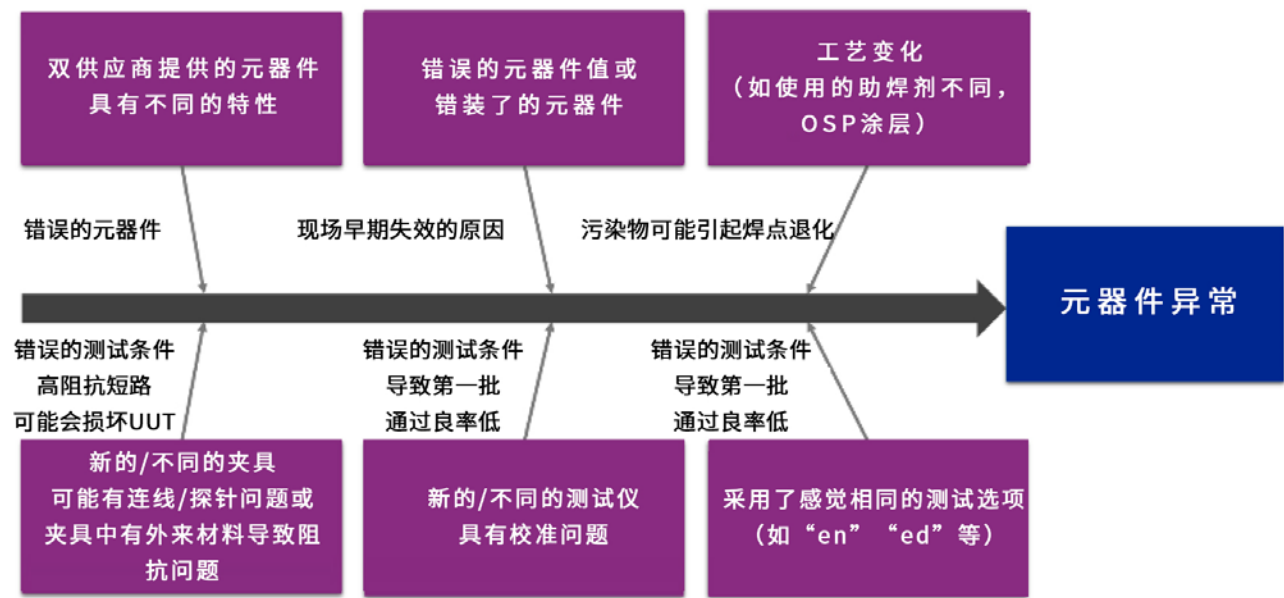 双供应商提供的元器件
具有不同的特性
错误的元器件值或
错装了的元器件
工艺变化
（如使用的助焊剂不同，
OSP涂层）
错误的元器件
现场早期失效的原因
污染物可能引起焊点退化
元器件异常
错误的测试条件
高阻抗短路
可能会损坏UUT
错误的测试条件
导致第一批
通过良率低
错误的测试条件
导致第一批
通过良率低
新的/不同的夹具
可能有连线/探针问题或
夹具中有外来材料导致阻
抗问题
新的/不同的测试仪
具有校准问题
采用了感觉相同的测试选项
（如“en”“ed”等）